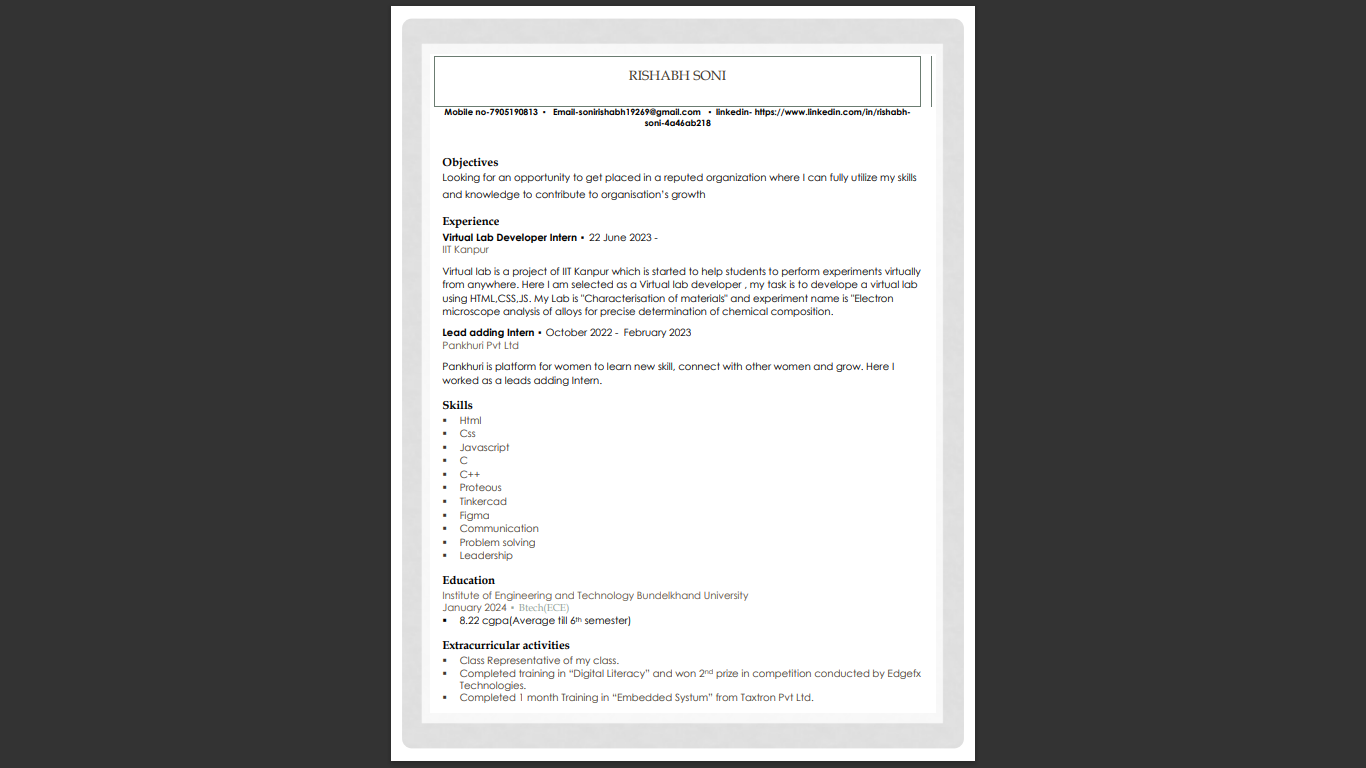 RISHABH SONI
Mobile no-7905190813 • Email-sonirishabh19269@gmail.com • linkedin- https://www.linkedin.com/in/rishabh-
soni-4a46ab218
Objectives
Looking for an opportunity to get placed in a reputed organization where I can fully utilize my skills
and knowledge to contribute to organisation's growth
Experience
Virtual Lab Developer Intern • 22 June 2023 -
IIT Kanpur
Virtual lab is a project of IIT Kanpur which is started to help students to perform experiments virtually
from anywhere. Here I am selected as a Virtual lab developer , my task is to develope a virtual lab
using HTML,CSS,JS. My Lab is "Characterisation of materials" and experiment name is "Electron
microscope analysis of alloys for precise determination of chemical composition.
Lead adding Intern • October 2022 - February 2023
Pankhuri Pvt Ltd
Pankhuri is platform for women to learn new skill, connect with other women and grow. Here I
worked as a leads adding Intern.
Skills
▪ Html
▪ Css
▪ Javascript
▪ C
▪ C++
▪ Proteous
▪ Tinkercad
▪ Figma
▪ Communication
▪ Problem solving
▪ Leadership
Education
Institute of Engineering and Technology Bundelkhand University
January 2024 • Btech(ECE)
▪ 8.22 cgpa(Average till 6th semester)
Extracurricular activities
▪ Class Representative of my class.
▪ Completed training in “Digital Literacy” and won 2nd prize in competition conducted by Edgefx
Technologies.
▪ Completed 1 month Training in “Embedded Systum” from Taxtron Pvt Ltd.